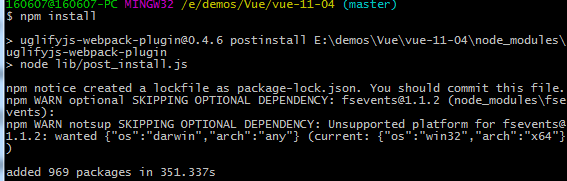 160607@160607-PC MINGW32 /e/demos/Vue/vue-11-04 (master)
$ npm install
> uglifyjs-webpack-plugin@0.4.6 postinstall E:\demos\Vue\vue-11-04\node_modules\
uglifyjs-webpack-plugin
> node lib/post_install.js
npm notice created a lockfile as package-lock.json. You should commit this file.
npm WARN optional SKIPPING OPTIONAL DEPENDENCY: fsevents@1.1.2 (node_modules\fse
vents):
npm WARN notsup SKIPPING OPTIONAL DEPENDENCY: Unsupported platform for fsevents@
1.1.2: wanted {"os":"darwin","arch":"any"} (current: {"os":"win32","arch":"x64"}
)
added 969 packages in 351.337s